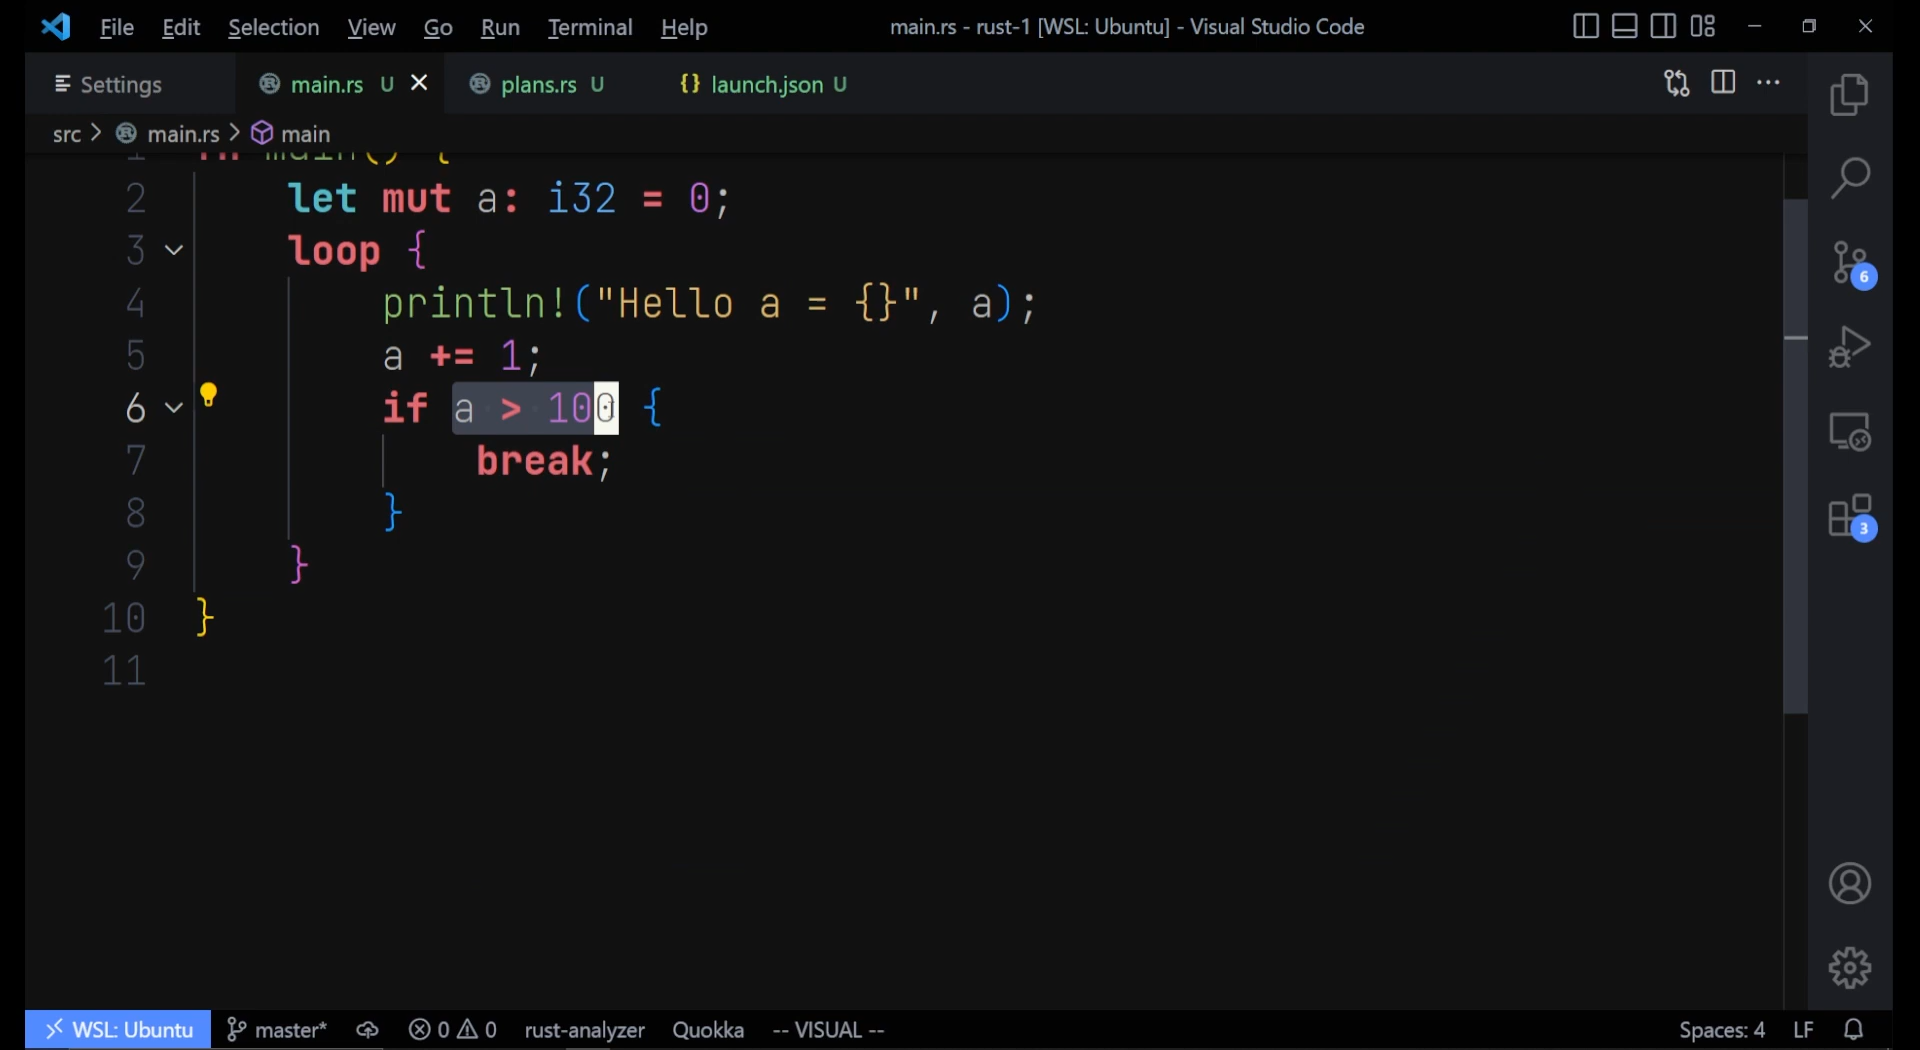 File Edit Selection View Go Run Terminal Help main.rs - rust-1 [WSL: Ubuntu] - Visual Studio Code
Settings main.rs U plans.rs U {} launch.json U
src > main.rs > main
1 fn main() {
2 let mut a: i32 = 0;
3 loop {
4 println!("Hello a = {}", a);
5 a += 1;
6 if a > 100 {
7 break;
8 }
9 }
10 }
11
6
3
WSL: Ubuntu master* 0 0 rust-analyzer Quokka -- VISUAL -- Spaces: 4 LF